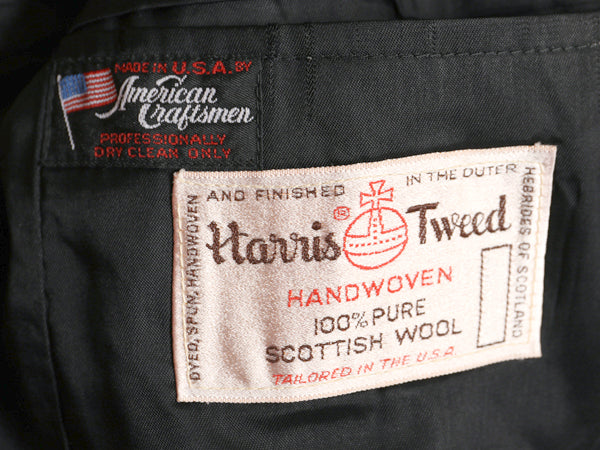 MADE IN U.S.A. BY
American
Craftsmen
PROFESSIONALLY
DRY CLEAN ONLY
DYED, SPUN, HANDWOVEN
AND FINISHED IN THE OUTER
HEBRIDES OF SCOTLAND
Harris® Tweed
HANDWOVEN
100% PURE
SCOTTISH WOOL
TAILORED IN THE U.S.A.